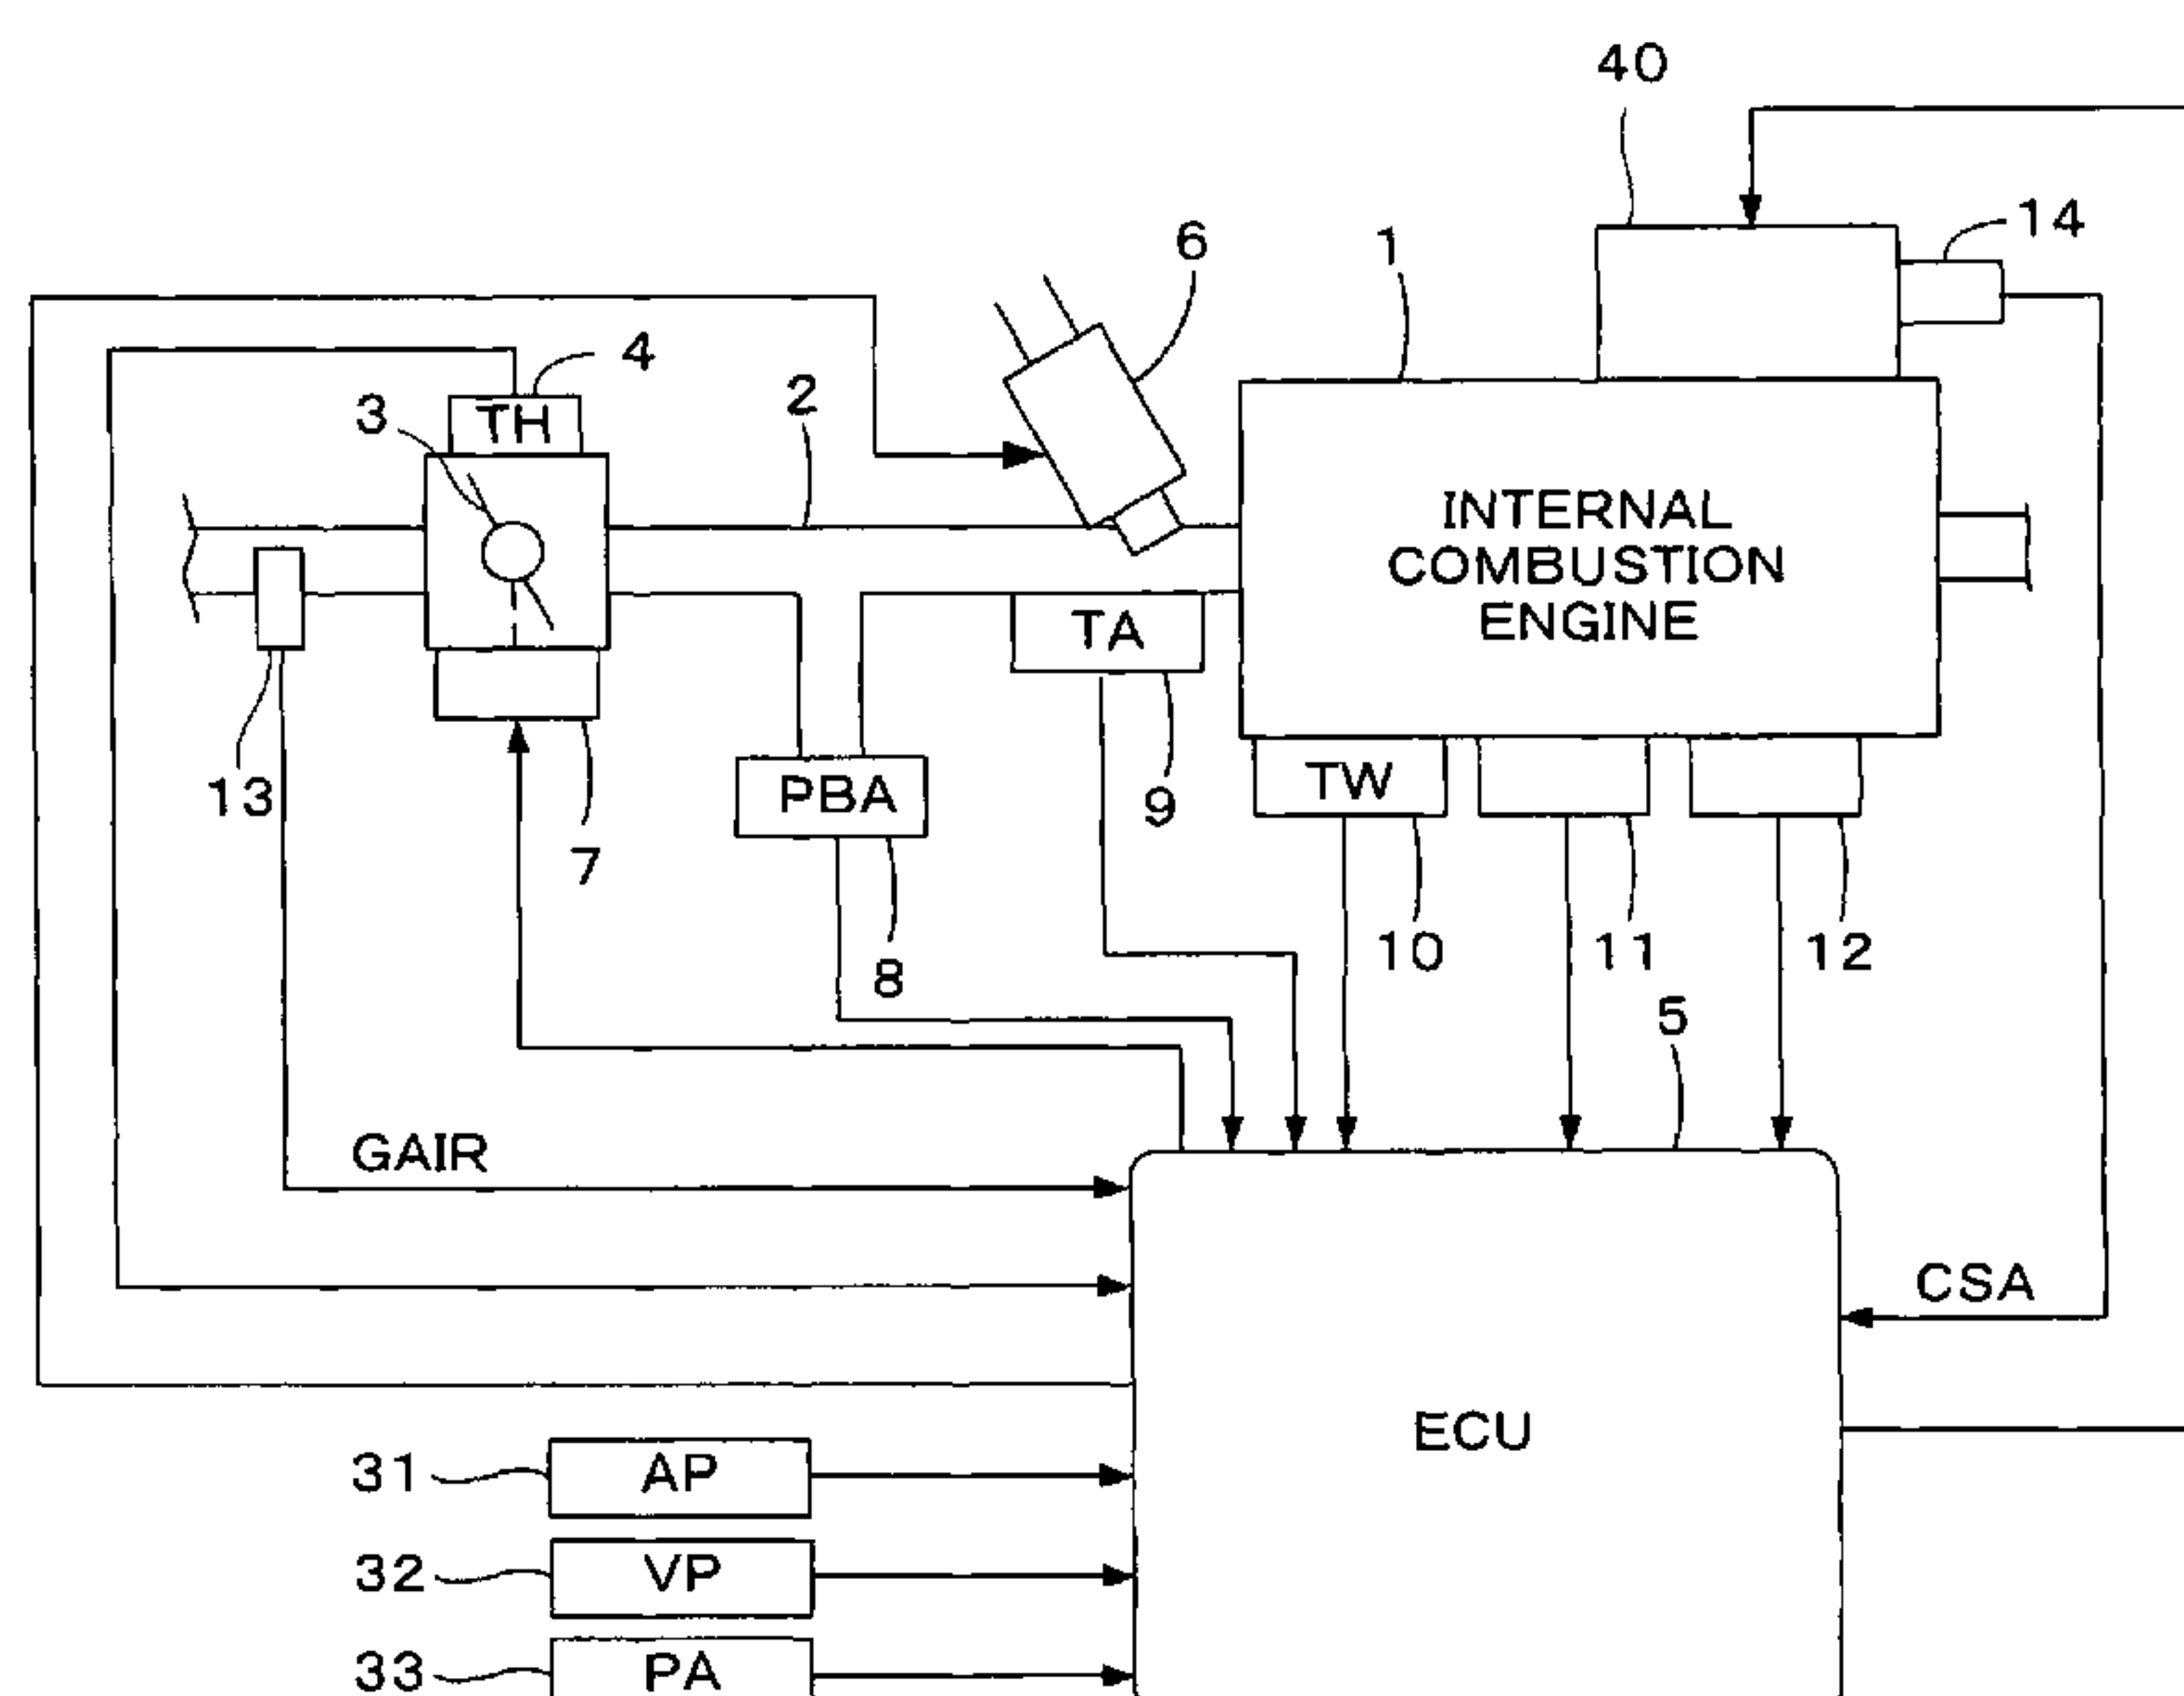 40
14
6
1
4
2
3
TH
INTERNAL
COMBUSTION
ENGINE
TA
13
PBA
TW
9
7
8
10
11
12
5
GAIR
CSA
ECU
31 AP
32 VP
33 PA